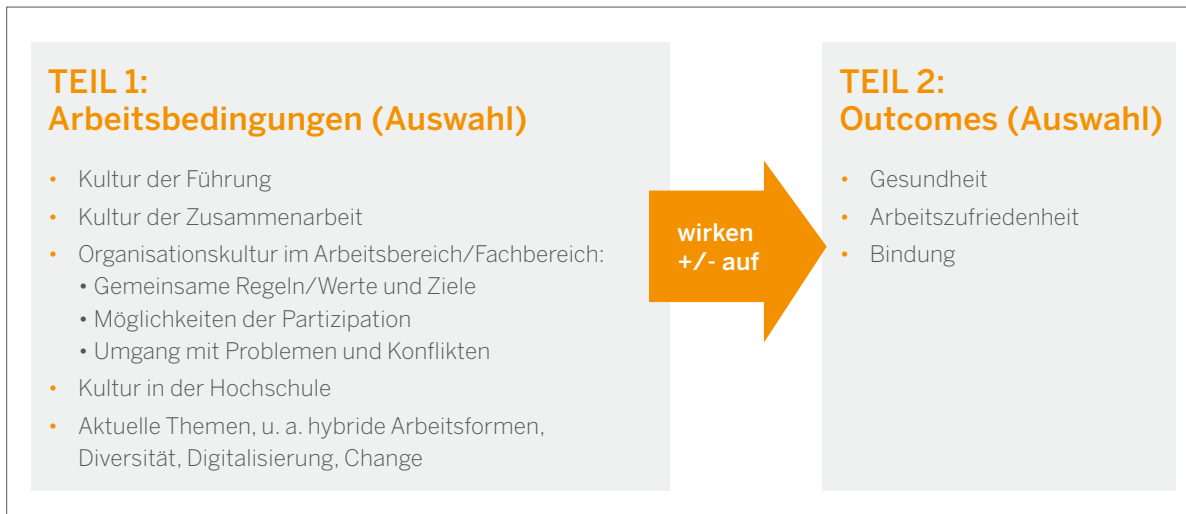 TEIL 1:
Arbeitsbedingungen (Auswahl)
• Kultur der Führung
• Kultur der Zusammenarbeit
• Organisationskultur im Arbeitsbereich/Fachbereich:
• Gemeinsame Regeln/Werte und Ziele
• Möglichkeiten der Partizipation
• Umgang mit Problemen und Konflikten
• Kultur in der Hochschule
• Aktuelle Themen, u. a. hybride Arbeitsformen,
Diversität, Digitalisierung, Change
wirken
+/- auf
TEIL 2:
Outcomes (Auswahl)
• Gesundheit
• Arbeitszufriedenheit
• Bindung